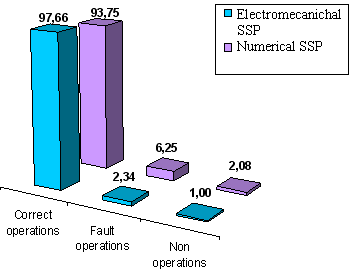 97,66
93,75
Electromecanichal
SSP
Numerical SSP
6,25
2,34
2,08
1,00
Correct
operations
Fault
operations
Non
operations